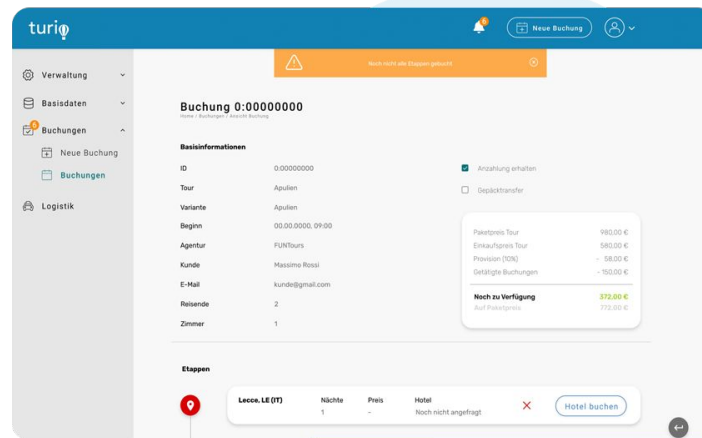 turio
6
Neue Buchung
Noch nicht alle Etappen gebucht
Verwaltung
Basisdaten
6
Buchungen
Neue Buchung
Buchungen
Logistik
Buchung 0:00000000
Home / Buchungen / Ansicht Buchung
Basisinformationen
ID 0:00000000
Tour Apulien
Variante Apulien
Beginn 00.00.0000, 09:00
Agentur FUNTours
Kunde Massimo Rossi
E-Mail kunde@gmail.com
Reisende 2
Zimmer 1
Anzahlung erhalten
Gepäcktransfer
Paketpreis Tour 980,00 €
Einkaufspreis Tour 580,00 €
Provision (10%) - 58,00 €
Getätigte Buchungen - 150,00 €
Noch zu Verfügung 372,00 €
Auf Paketpreis 772,00 €
Etappen
Lecce, LE (IT) Nächte Preis Hotel
1 - Noch nicht angefragt
Hotel buchen